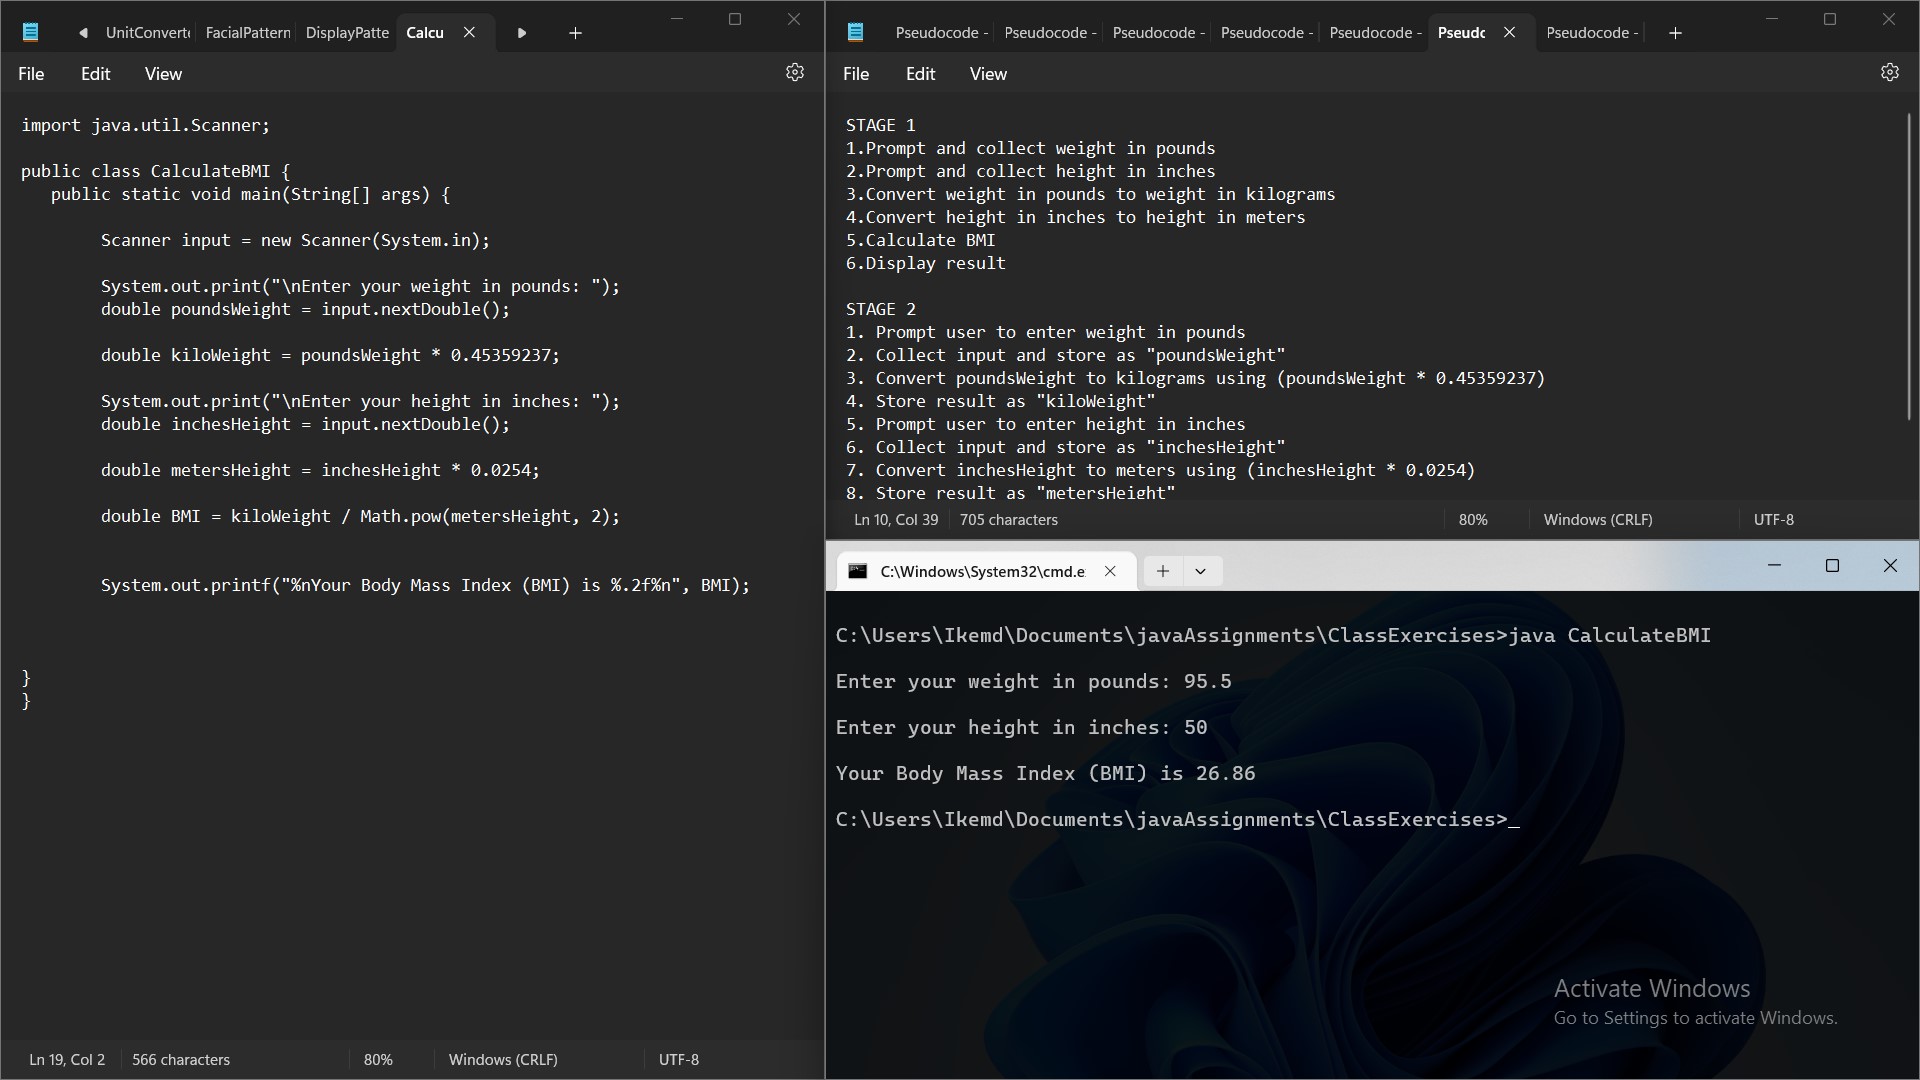 UnitConverte FacialPattern DisplayPatte Calcu
File Edit View
import java.util.Scanner;
public class CalculateBMI {
public static void main(String[] args) {
Scanner input = new Scanner(System.in);
System.out.print("\nEnter your weight in pounds: ");
double poundsWeight = input.nextDouble();
double kiloWeight = poundsWeight * 0.45359237;
System.out.print("\nEnter your height in inches: ");
double inchesHeight = input.nextDouble();
double metersHeight = inchesHeight * 0.0254;
double BMI = kiloWeight / Math.pow(metersHeight, 2);
System.out.printf("%nYour Body Mass Index (BMI) is %.2f%n", BMI);
}
}
Ln 19, Col 2 566 characters 80% Windows (CRLF) UTF-8
Pseudocode - Pseudocode - Pseudocode - Pseudocode - Pseudocode - Pseudc Pseudocode -
File Edit View
STAGE 1
1.Prompt and collect weight in pounds
2.Prompt and collect height in inches
3.Convert weight in pounds to weight in kilograms
4.Convert height in inches to height in meters
5.Calculate BMI
6.Display result
STAGE 2
1. Prompt user to enter weight in pounds
2. Collect input and store as "poundsWeight"
3. Convert poundsWeight to kilograms using (poundsWeight * 0.45359237)
4. Store result as "kiloWeight"
5. Prompt user to enter height in inches
6. Collect input and store as "inchesHeight"
7. Convert inchesHeight to meters using (inchesHeight * 0.0254)
8. Store result as "metersHeight"
Ln 10, Col 39 705 characters 80% Windows (CRLF) UTF-8
C:\Windows\System32\cmd.e
C:\Users\Ikemd\Documents\javaAssignments\ClassExercises>java CalculateBMI
Enter your weight in pounds: 95.5
Enter your height in inches: 50
Your Body Mass Index (BMI) is 26.86
C:\Users\Ikemd\Documents\javaAssignments\ClassExercises>_
Activate Windows
Go to Settings to activate Windows.